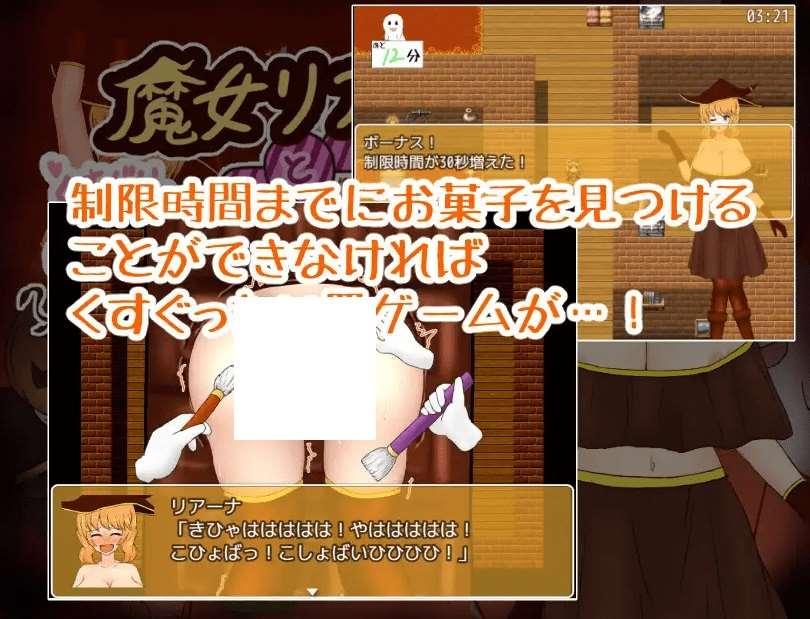 魔女リア
と
03:21
あと
12分
ボーナス！
制限時間が30秒増えた！
制限時間までにお菓子を見つける
ことができなければ
くすぐっ ゲームが…！
リアーナ
「きひゃはははははは！やはははははは！
こひょばっ！こしょばいひひひひ！」